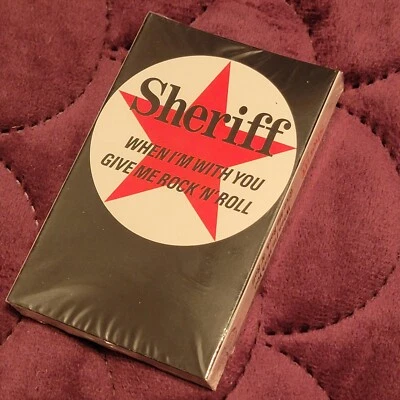 Sheriff
WHEN I'M WITH YOU
GIVE ME ROCK 'N' ROLL